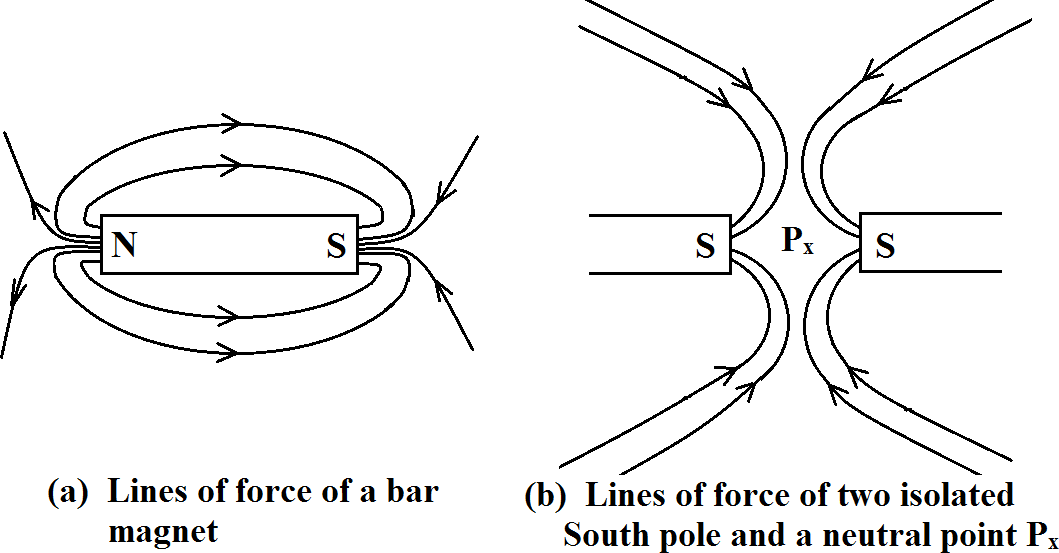 N
S
S
Px
S
(a) Lines of force of a bar
magnet
(b) Lines of force of two isolated
South pole and a neutral point Px